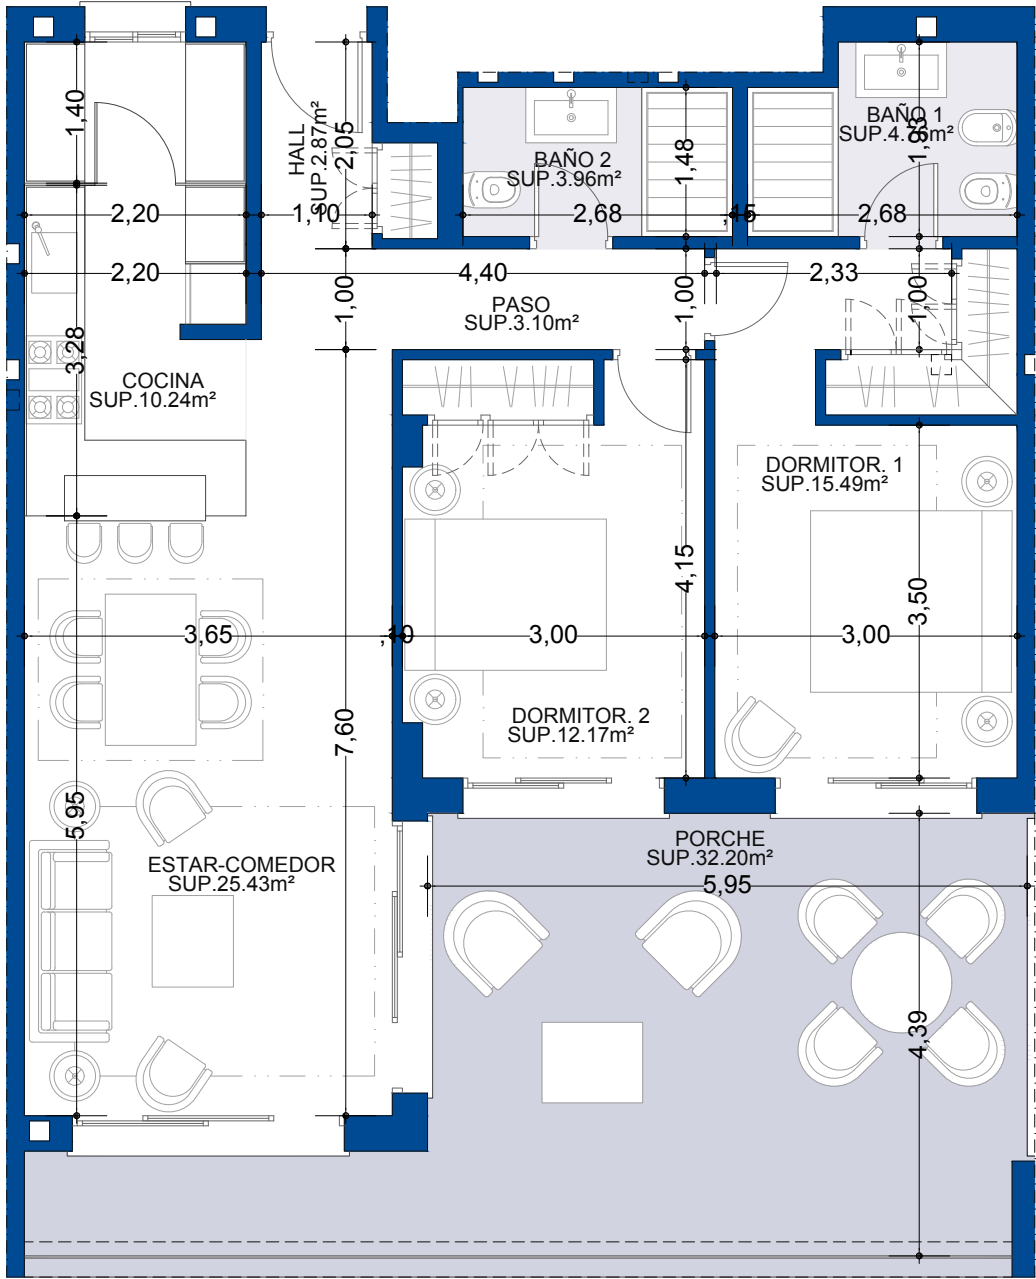 1,40
HALL
SUP.2.87m²
2,05
BAÑO 2
SUP.3.96m²
1,48
BAÑO 1
SUP.4.76m²
1,93
2,20
1,10
2,68
,15
2,68
2,20
4,40
2,33
1,00
1,00
1,00
PASO
SUP.3.10m²
3,28
COCINA
SUP.10.24m²
DORMITOR. 1
SUP.15.49m²
4,15
3,50
3,65
,10
3,00
3,00
7,60
DORMITOR. 2
SUP.12.17m²
5,95
ESTAR-COMEDOR
SUP.25.43m²
PORCHE
SUP.32.20m²
5,95
4,39